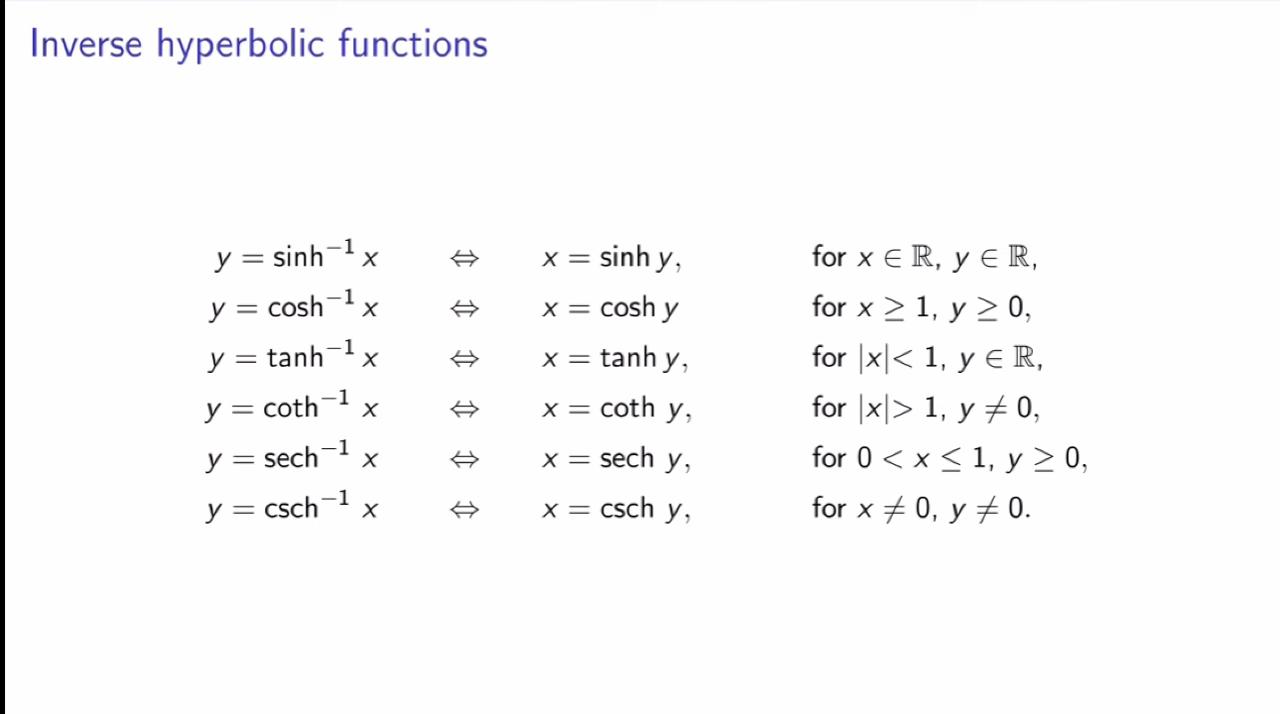 Inverse hyperbolic functions
y = sinh⁻¹ x ⇔ x = sinh y, for x ∈ ℝ, y ∈ ℝ,
y = cosh⁻¹ x ⇔ x = cosh y for x ≥ 1, y ≥ 0,
y = tanh⁻¹ x ⇔ x = tanh y, for |x|< 1, y ∈ ℝ,
y = coth⁻¹ x ⇔ x = coth y, for |x|> 1, y ≠ 0,
y = sech⁻¹ x ⇔ x = sech y, for 0 < x ≤ 1, y ≥ 0,
y = csch⁻¹ x ⇔ x = csch y, for x ≠ 0, y ≠ 0.